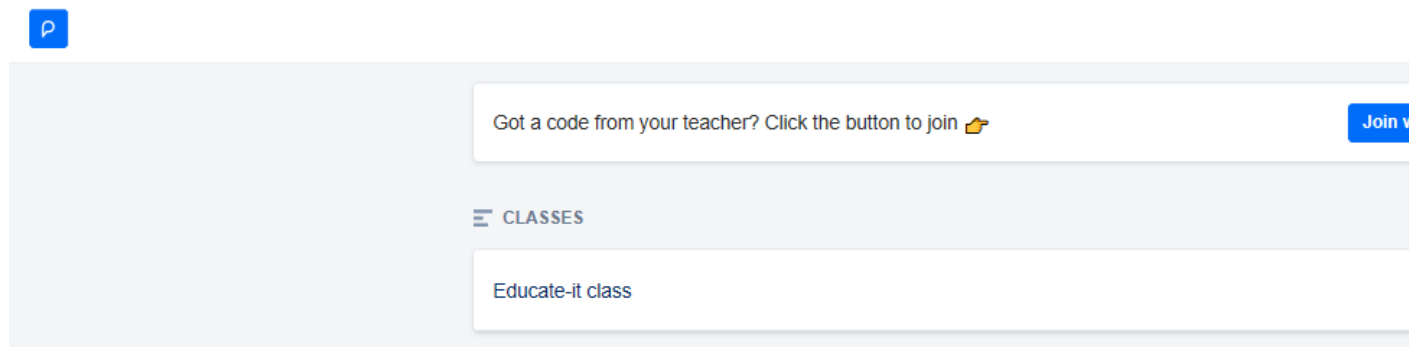 Got a code from your teacher? Click the button to join 👉
Join
CLASSES
Educate-it class